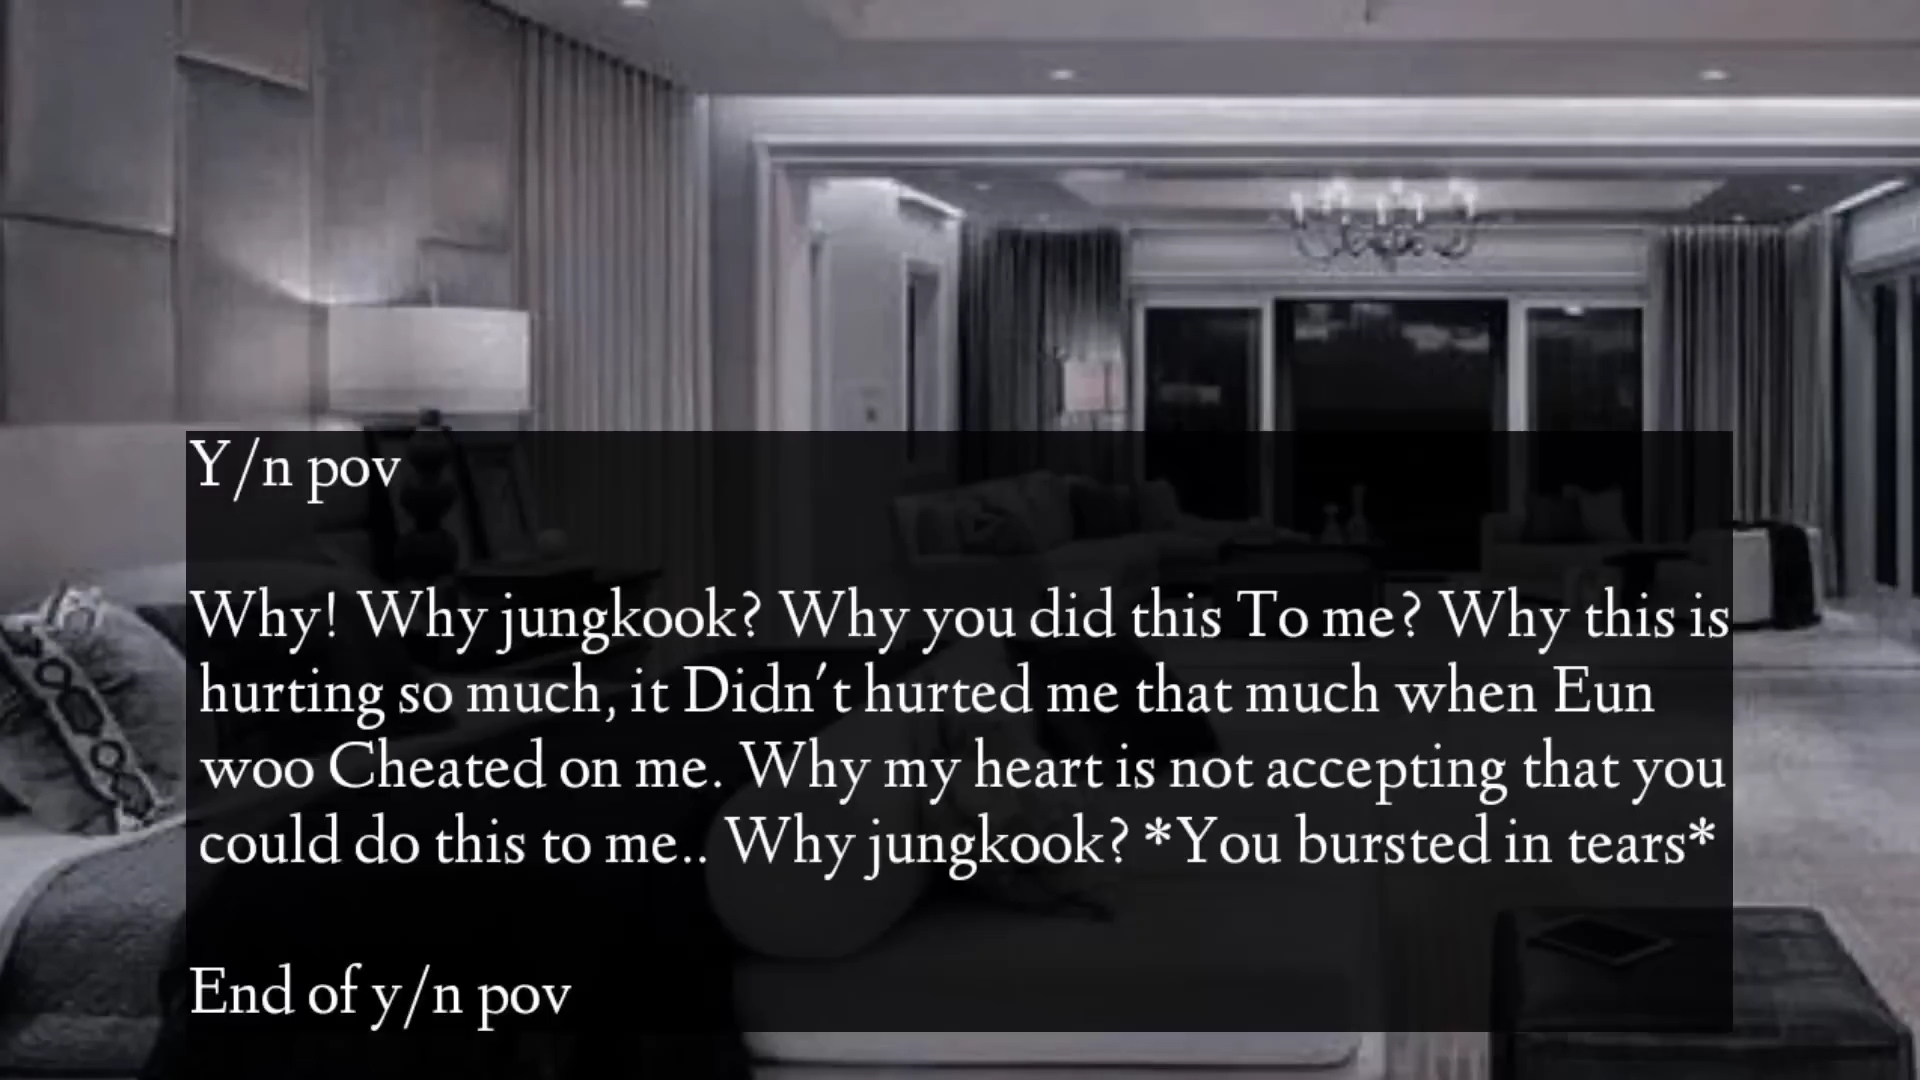 Y/n pov
Why! Why jungkook? Why you did this To me? Why this is
hurting so much, it Didn't hurted me that much when Eun
woo Cheated on me. Why my heart is not accepting that you
could do this to me.. Why jungkook? *You bursted in tears*
End of y/n pov